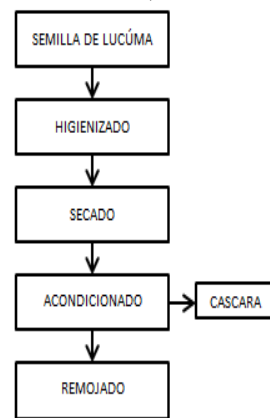 SEMILLA DE LUCÚMA
HIGIENIZADO
SECADO
ACONDICIONADO
CASCARA
REMOJADO